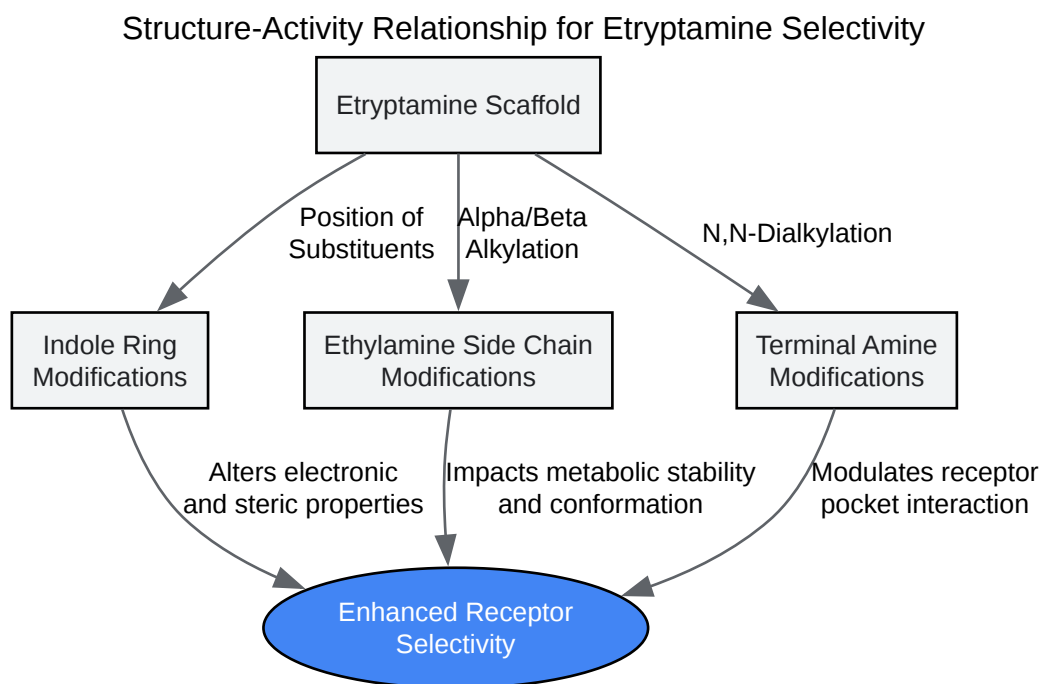 Structure-Activity Relationship for Etryptamine Selectivity
Etryptamine Scaffold
Position of
Substituents
Alpha/Beta
Alkylation
N,N-Dialkylation
Indole Ring
Modifications
Ethylamine Side Chain
Modifications
Terminal Amine
Modifications
Alters electronic
and steric properties
Impacts metabolic stability
and conformation
Modulates receptor
pocket interaction
Enhanced Receptor
Selectivity